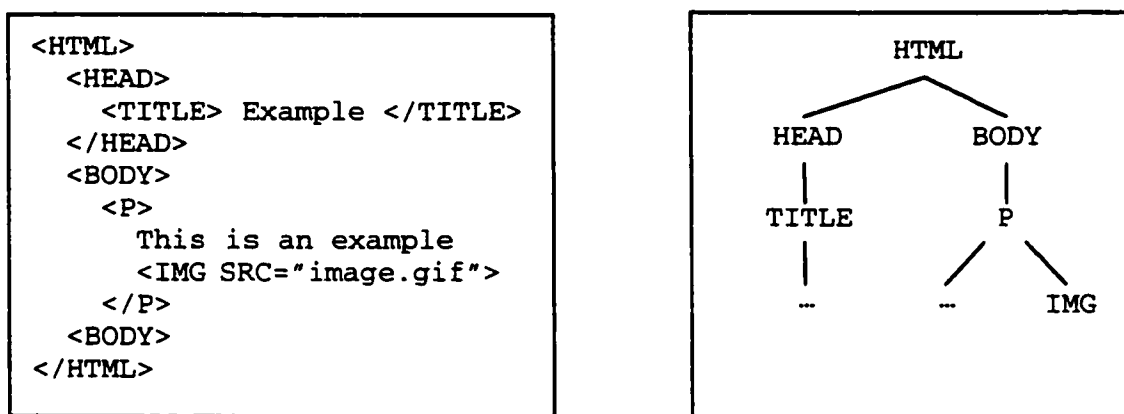 <HTML>
<HEAD>
<TITLE> Example </TITLE>
</HEAD>
<BODY>
<P>
This is an example
<IMG SRC="image.gif">
</P>
<BODY>
</HTML>
HTML
HEAD BODY
TITLE P
... ... IMG